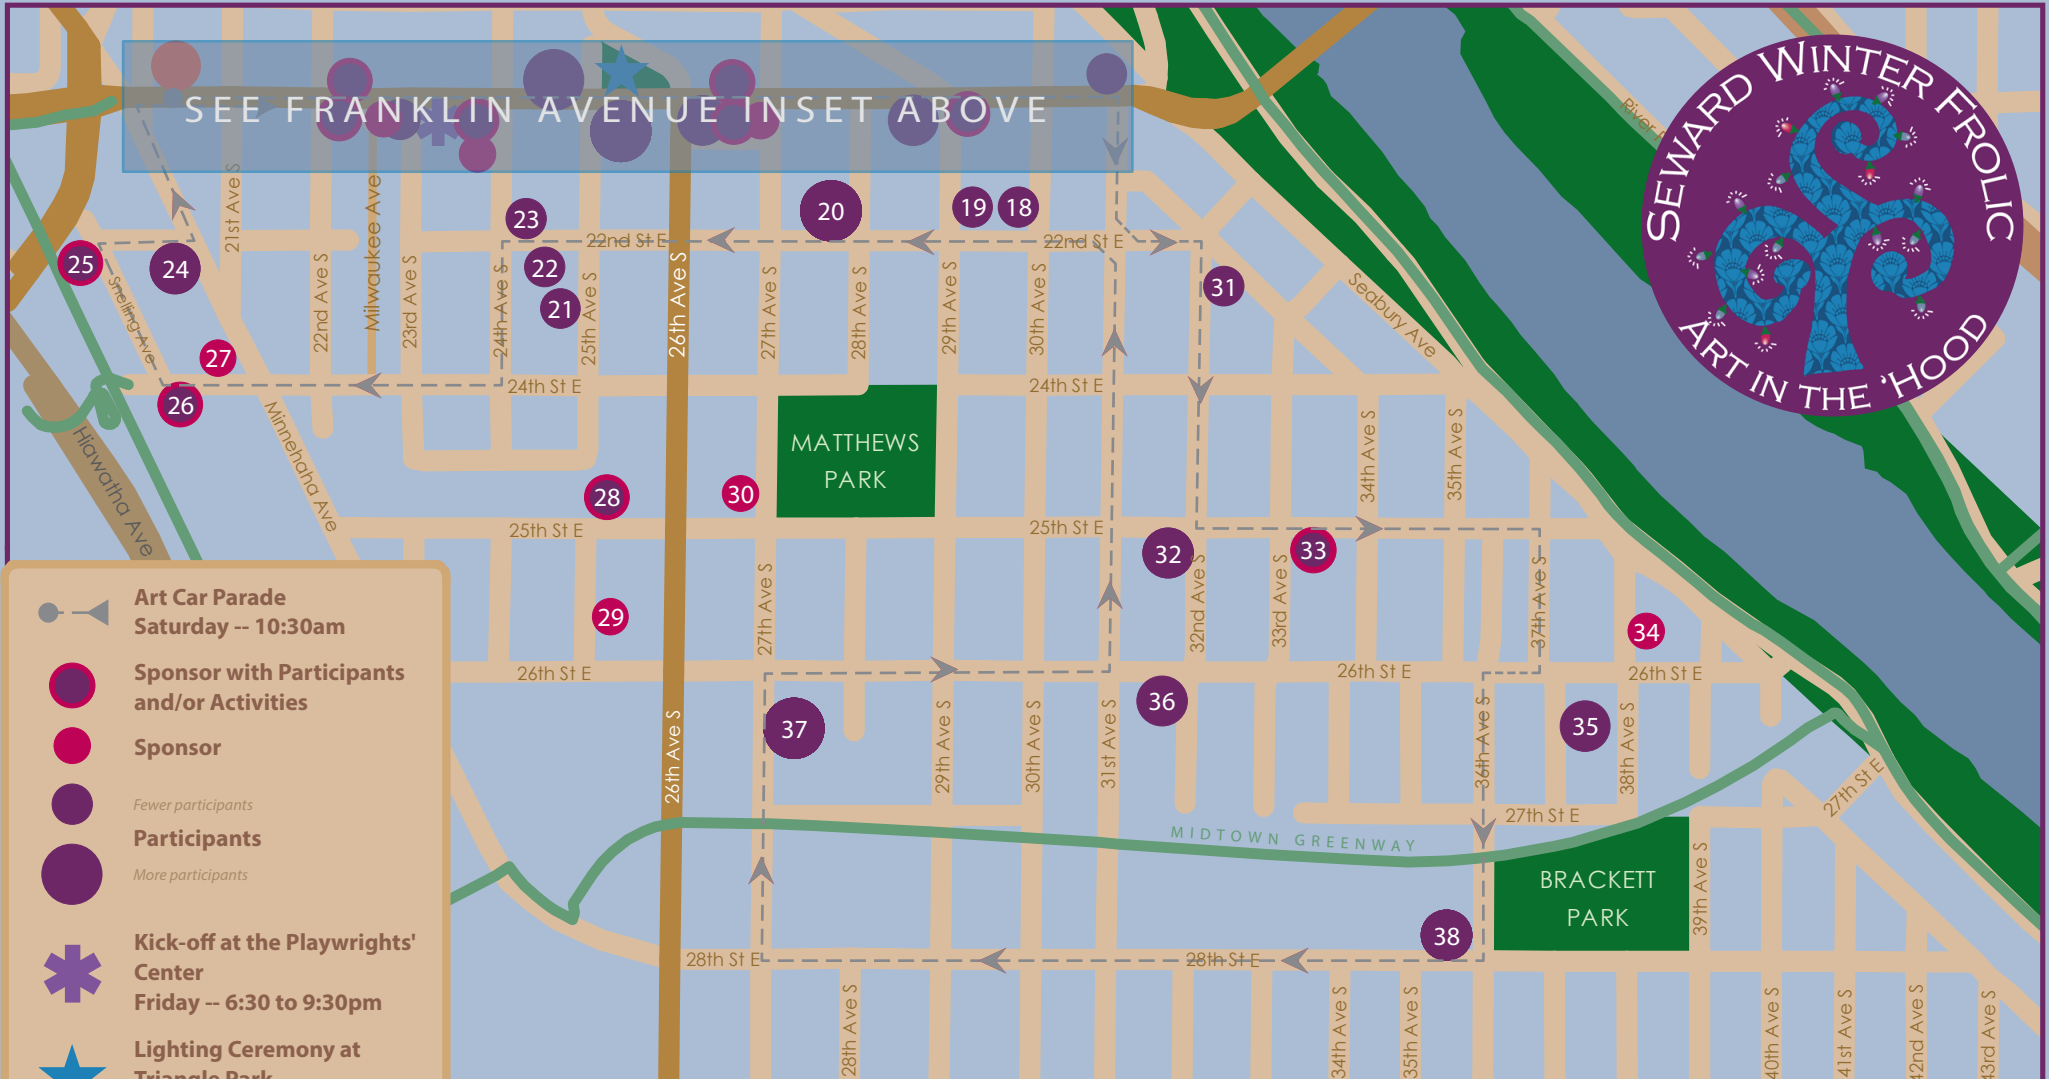 SEE FRANKLIN AVENUE INSET ABOVE
SEWARD WINTER FROLIC
ART IN THE 'HOOD
River
21st Ave S
Milwaukee Ave
22nd Ave S
23rd Ave S
24th Ave S
25th Ave S
26th Ave S
27th Ave S
28th Ave S
29th Ave S
30th Ave S
22nd St E
22nd St E
Seabury Ave
Snelling Ave
23
20
19
18
25
24
22
21
31
27
26
24th St E
24th St E
Minnehaha Ave
Hiawatha Ave
MATTHEWS
PARK
34th Ave S
35th Ave S
28
30
25th St E
25th St E
32
33
27th Ave S
32nd Ave S
33rd Ave S
37th Ave S
29
34
26th St E
26th St E
26th St E
36
37
35
26th Ave S
29th Ave S
30th Ave S
31st Ave S
36th Ave S
38th Ave S
27th St E
27th St E
MIDTOWN GREENWAY
BRACKETT
PARK
39th Ave S
38
28th St E
28th St E
28th Ave S
34th Ave S
35th Ave S
40th Ave S
41st Ave S
42nd Ave S
43rd Ave S
Art Car Parade
Saturday -- 10:30am
Sponsor with Participants
and/or Activities
Sponsor
Fewer participants
Participants
More participants
Kick-off at the Playwrights'
Center
Friday -- 6:30 to 9:30pm
Lighting Ceremony at
Triangle Park